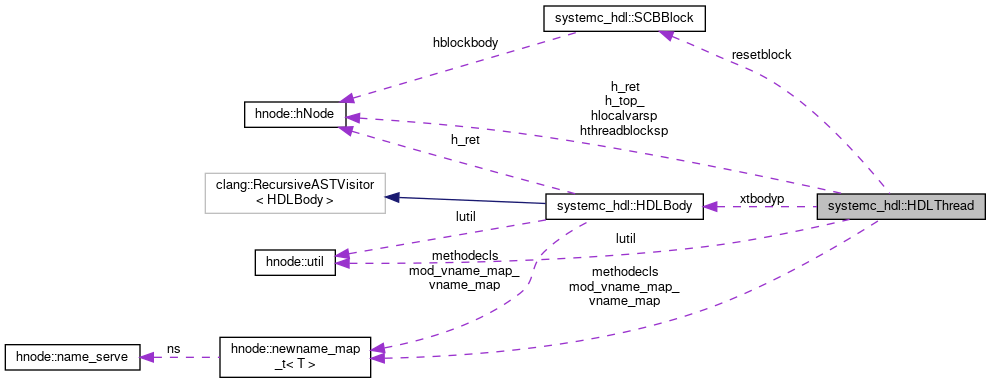 systemc_hdl::SCBBlock
hblockbody
resetblock
h_ret
h_top_
hlocalvarsp
hthreadblocksp
hnode::hNode
h_ret
clang::RecursiveASTVisitor
< HDLBody >
systemc_hdl::HDLBody
xtbodyp
systemc_hdl::HDLThread
lutil
lutil
hnode::util
methodecls
mod_vname_map_
vname_map
methodecls
mod_vname_map_
vname_map
hnode::name_serve
ns
hnode::newname_map
_t< T >